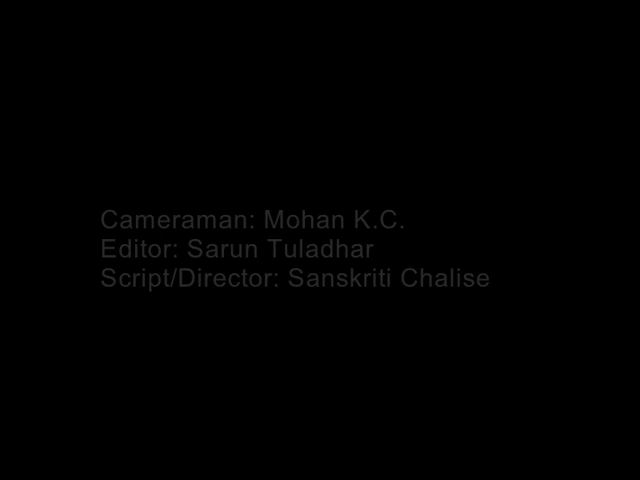 Cameraman: Mohan K.C.
Editor: Sarun Tuladhar
Script/Director: Sanskriti Chalise